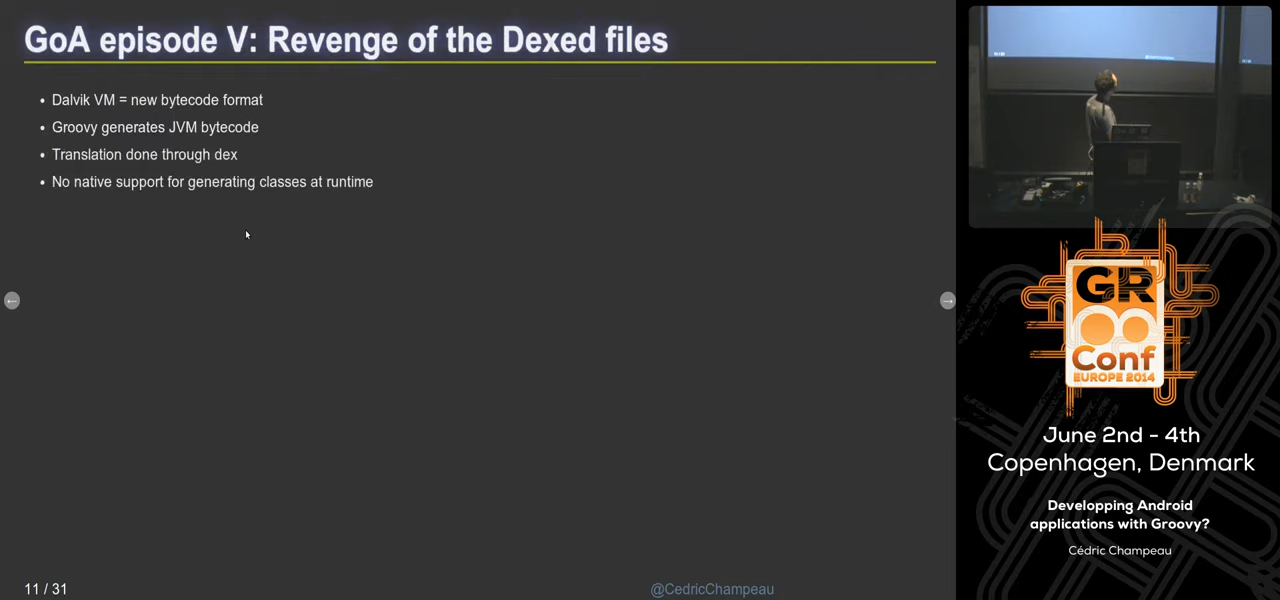 GoA episode V: Revenge of the Dexed files
Dalvik VM = new bytecode format
Groovy generates JVM bytecode
Translation done through dex
No native support for generating classes at runtime
11 / 31
@CedricChampeau
GR
Conf
EUROPE 2014
June 2nd - 4th
Copenhagen, Denmark
Developping Android
applications with Groovy?
Cédric Champeau